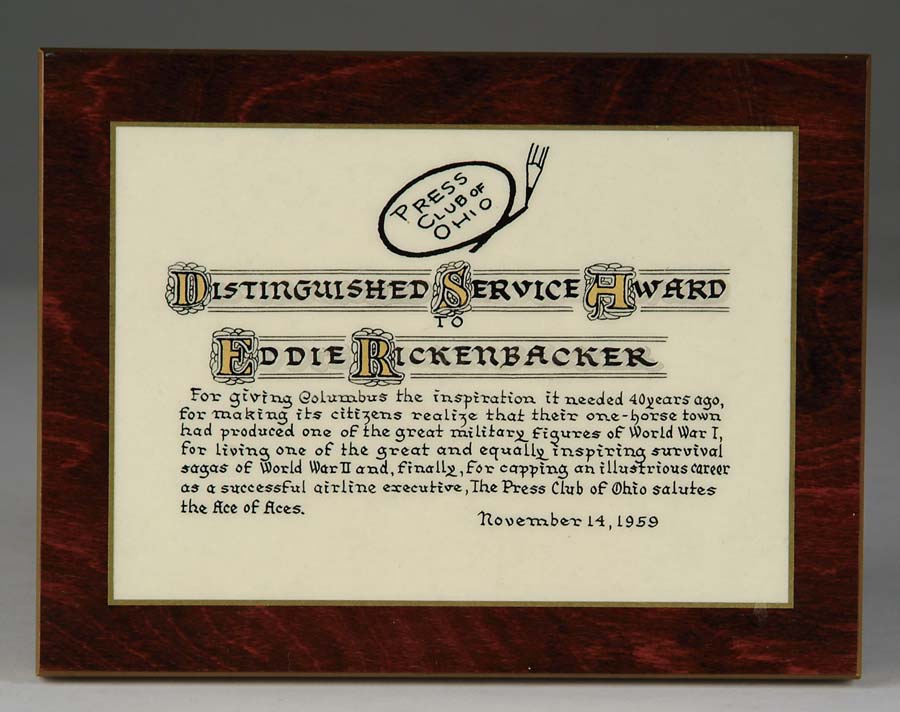 PRESS
CLUB OF
OHIO
DISTINGUISHED SERVICE AWARD
TO
EDDIE RICKENBACKER
For giving Columbus the inspiration it needed 40 years ago,
for making its citizens realize that their one-horse town
had produced one of the great military figures of World War I,
for living one of the great and equally inspiring survival
sagas of World War II and, finally, for capping an illustrious career
as a successful airline executive, The Press Club of Ohio salutes
the Ace of Aces.
November 14, 1959